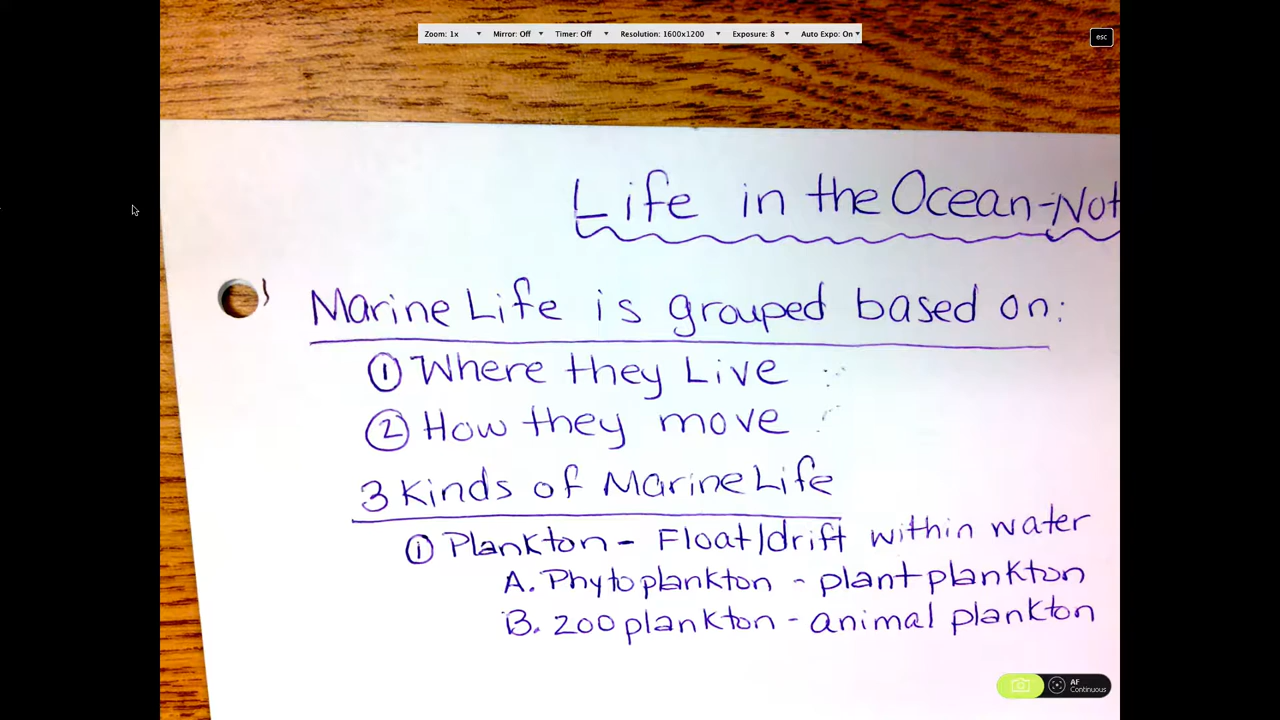 Zoom: 1x Mirror: Off Timer: Off Resolution: 1600x1200 Exposure: 8 Auto Expo: On
esc
Life in the Ocean-Not
Marine Life is grouped based on:
① Where they Live
② How they move
3 Kinds of Marine Life
① Plankton - Float/drift within water
A. Phytoplankton - plant plankton
B. zooplankton - animal plankton
AF
Continuous